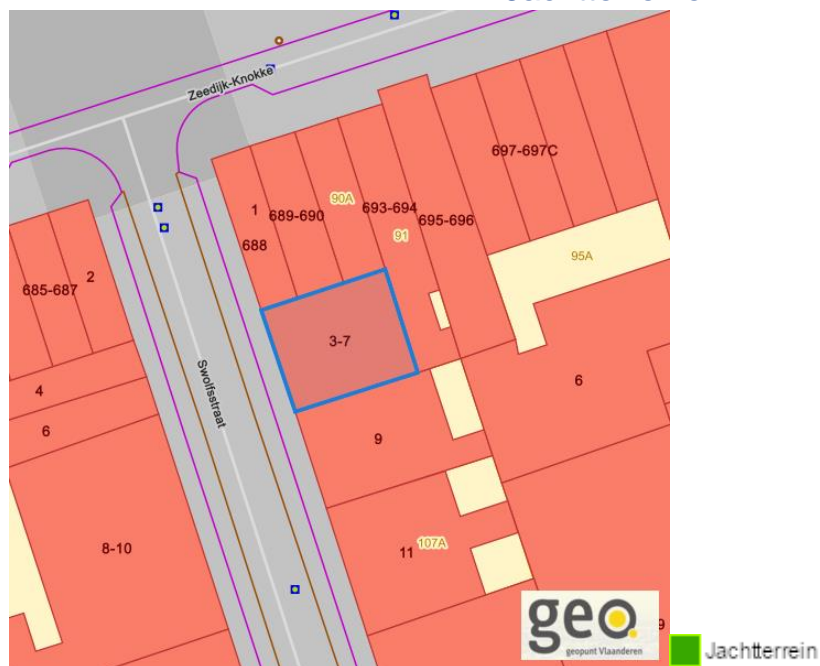 Zeedijk-Knokke
697-697C
1
689-690
90A
693-694
695-696
688
91
95A
685-687
2
3-7
Swolfsstraat
4
6
6
9
8-10
11
107A
9
geo.
geopunt Vlaanderen
Jachtterrein